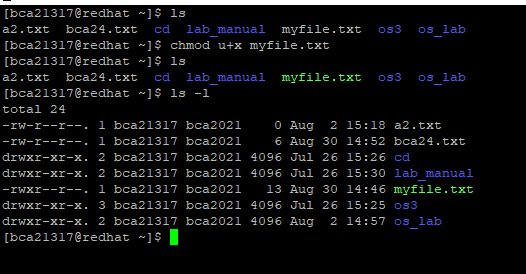 [bca21317@redhat ~]$ ls
a2.txt  bca24.txt  cd  lab_manual  myfile.txt  os3  os_lab
[bca21317@redhat ~]$ chmod u+x myfile.txt
[bca21317@redhat ~]$ ls
a2.txt  bca24.txt  cd  lab_manual  myfile.txt  os3  os_lab
[bca21317@redhat ~]$ ls -l
total 24
-rw-r--r--. 1 bca21317 bca2021    0 Aug  2 15:18 a2.txt
-rw-r--r--. 1 bca21317 bca2021    6 Aug 30 14:52 bca24.txt
drwxr-xr-x. 2 bca21317 bca2021 4096 Jul 26 15:26 cd
drwxr-xr-x. 2 bca21317 bca2021 4096 Jul 26 15:30 lab_manual
-rwxr--r--. 1 bca21317 bca2021   13 Aug 30 14:46 myfile.txt
drwxr-xr-x. 3 bca21317 bca2021 4096 Jul 26 15:25 os3
drwxr-xr-x. 2 bca21317 bca2021 4096 Aug  2 14:57 os_lab
[bca21317@redhat ~]$